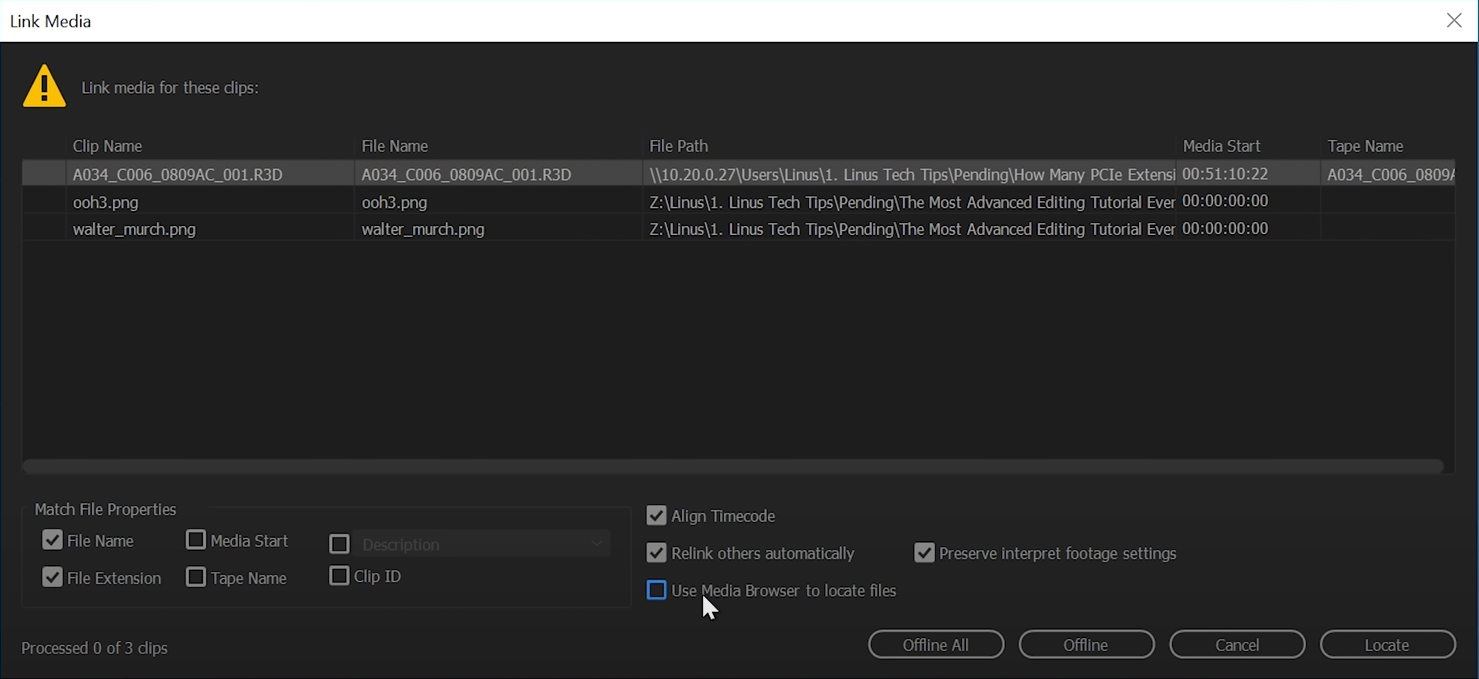 Link Media
Link media for these clips:
Clip Name File Name File Path Media Start Tape Name
A034_C006_0809AC_001.R3D A034_C006_0809AC_001.R3D \\10.20.0.27\Users\Linus\1. Linus Tech Tips\Pending\How Many PCIe Extensi 00:51:10:22 A034_C006_0809A
ooh3.png ooh3.png Z:\Linus\1. Linus Tech Tips\Pending\The Most Advanced Editing Tutorial Ever 00:00:00:00
walter_murch.png walter_murch.png Z:\Linus\1. Linus Tech Tips\Pending\The Most Advanced Editing Tutorial Ever 00:00:00:00
Match File Properties
File Name Media Start Description
File Extension Tape Name Clip ID
Align Timecode
Relink others automatically Preserve interpret footage settings
Use Media Browser to locate files
Processed 0 of 3 clips
Offline All Offline Cancel Locate